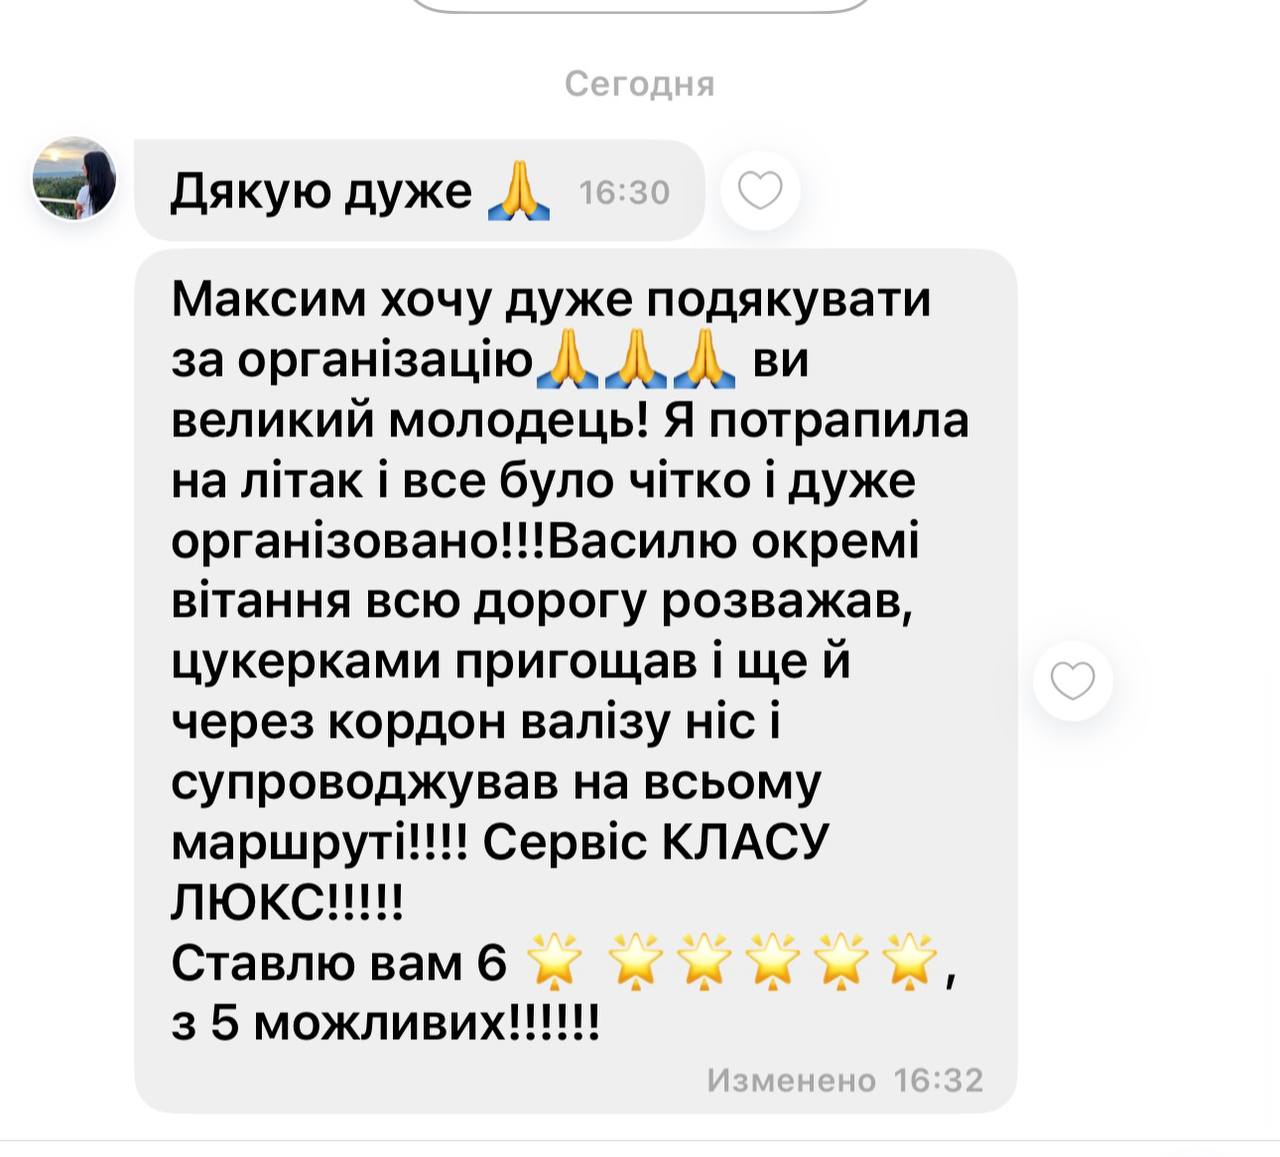 Сегодня
Дякую дуже 🙏 16:30
Максим хочу дуже подякувати
за організацію🙏🙏🙏 ви
великий молодець! Я потрапила
на літак і все було чітко і дуже
організовано!!!Василю окремі
вітання всю дорогу розважав,
цукерками пригощав і ще й
через кордон валізу ніс і
супроводжував на всьому
маршруті!!!! Сервіс КЛАСУ
ЛЮКС!!!!!
Ставлю вам 6 🌟 🌟🌟🌟🌟🌟,
з 5 можливих!!!!!!
Изменено 16:32